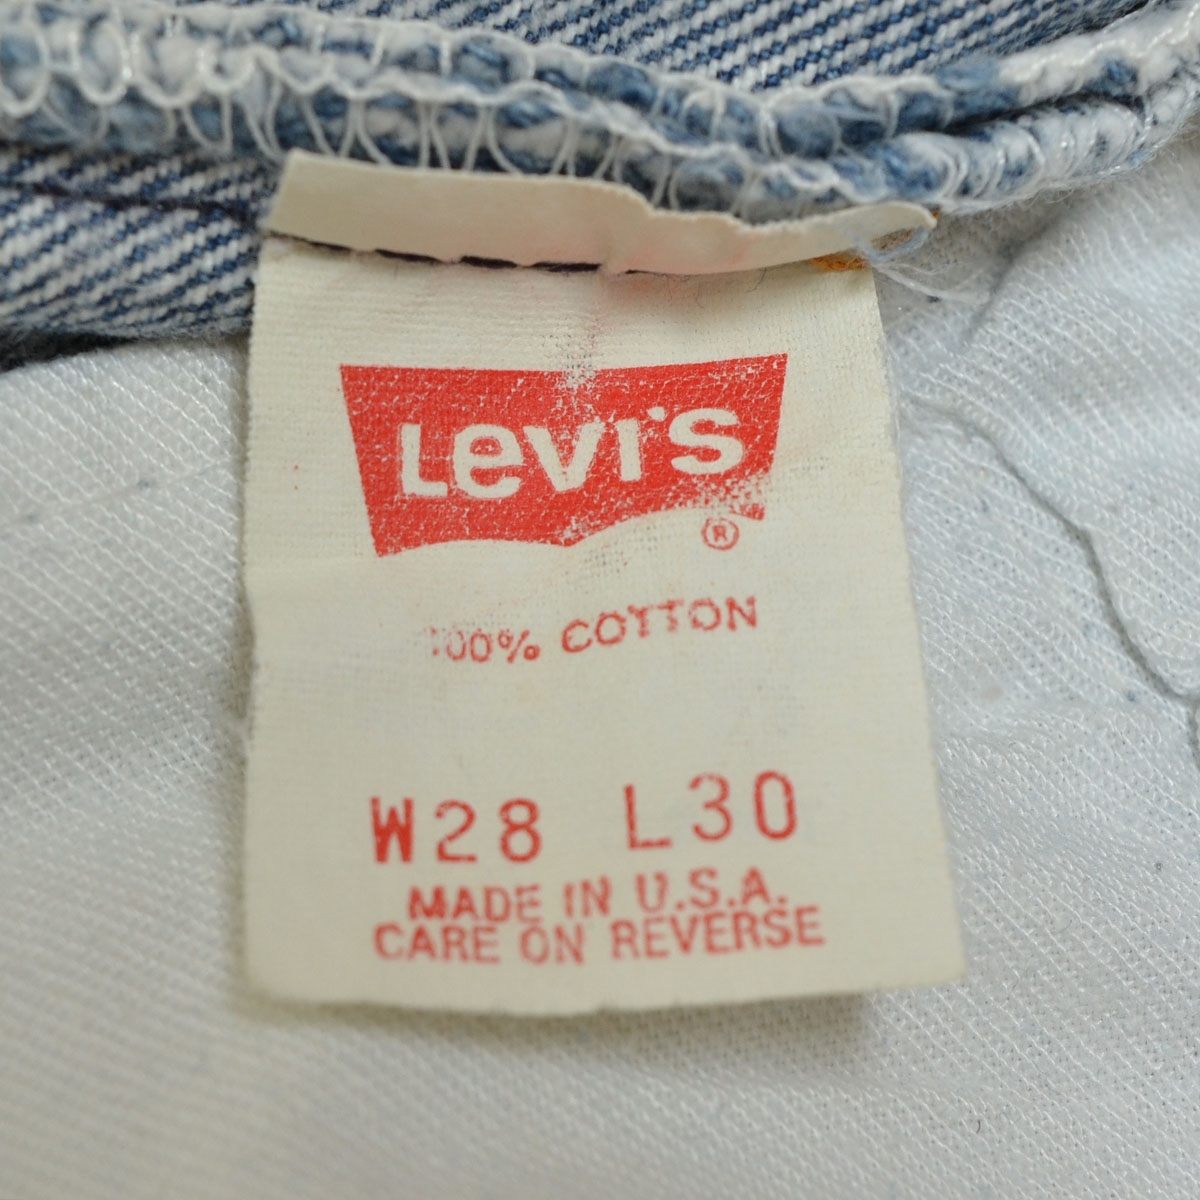 Levi's
®
100% COTTON
W28 L30
MADE IN U.S.A.
CARE ON REVERSE